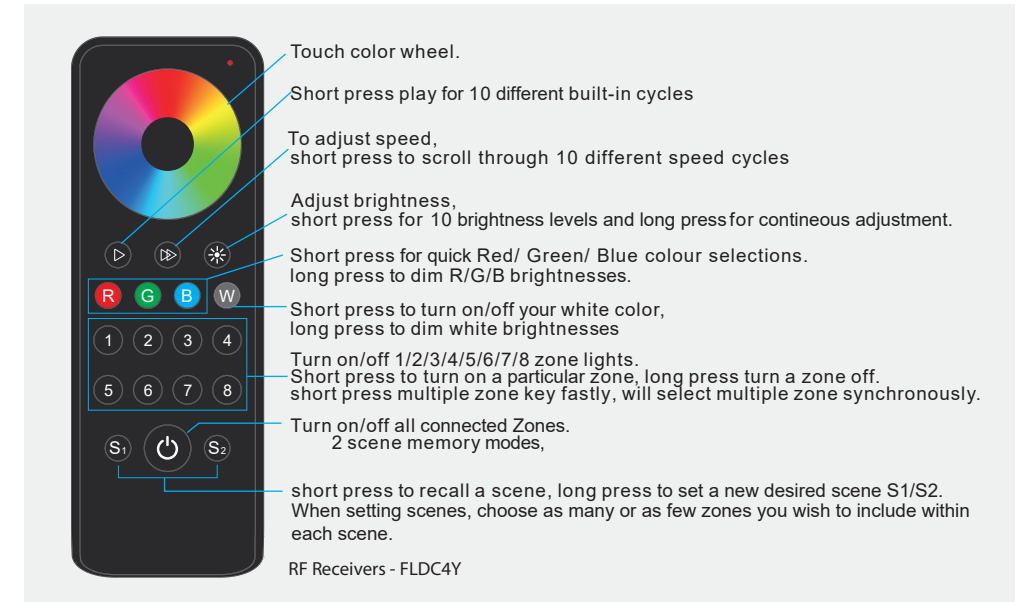 Touch color wheel.
Short press play for 10 different built-in cycles
To adjust speed,
short press to scroll through 10 different speed cycles
Adjust brightness,
short press for 10 brightness levels and long press for contineous adjustment.
Short press for quick Red/ Green/ Blue colour selections.
long press to dim R/G/B brightnesses.
R G B W
Short press to turn on/off your white color,
long press to dim white brightnesses
1 2 3 4
Turn on/off 1/2/3/4/5/6/7/8 zone lights.
Short press to turn on a particular zone, long press turn a zone off.
short press multiple zone key fastly, will select multiple zone synchronously.
5 6 7 8
Turn on/off all connected Zones.
2 scene memory modes,
S1 S2
short press to recall a scene, long press to set a new desired scene S1/S2.
When setting scenes, choose as many or as few zones you wish to include within
each scene.
RF Receivers - FLDC4Y